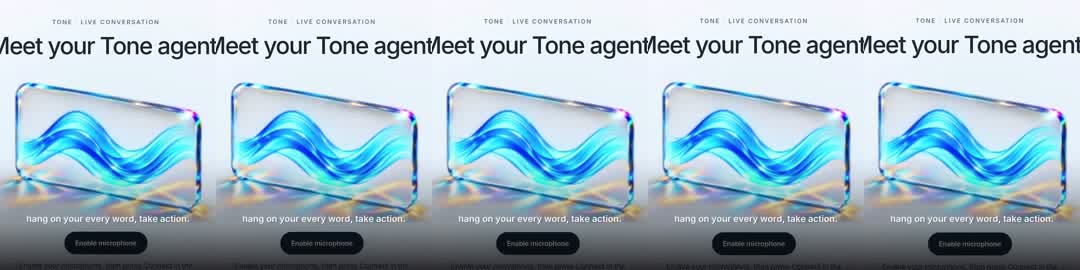 TONE LIVE CONVERSATION
Meet your Tone agent
hang on your every word, take action.
Enable microphone
TONE LIVE CONVERSATION
Meet your Tone agent
hang on your every word, take action.
Enable microphone
TONE LIVE CONVERSATION
Meet your Tone agent
hang on your every word, take action.
Enable microphone
TONE LIVE CONVERSATION
Meet your Tone agent
hang on your every word, take action.
Enable microphone
TONE LIVE CONVERSATION
Meet your Tone agent
hang on your every word, take action.
Enable microphone